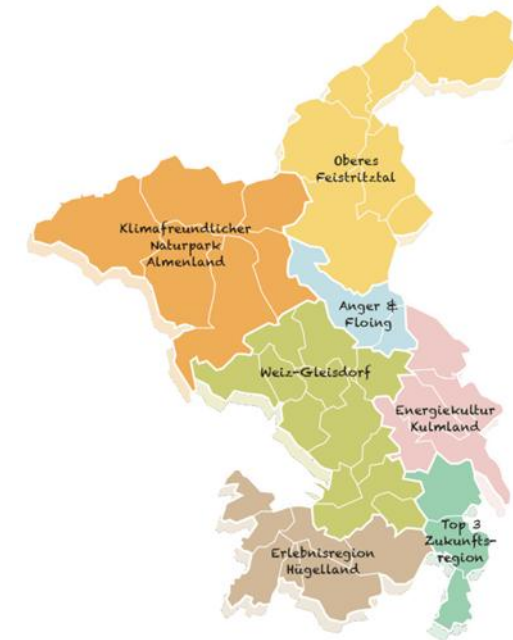 Oberes
Feistritztal
Klimafreundlicher
Naturpark
Almenland
Anger &
Floing
Weiz-Gleisdorf
Energiekultur
Kulmland
Top 3
Zukunfts-
region
Erlebnisregion
Hügelland